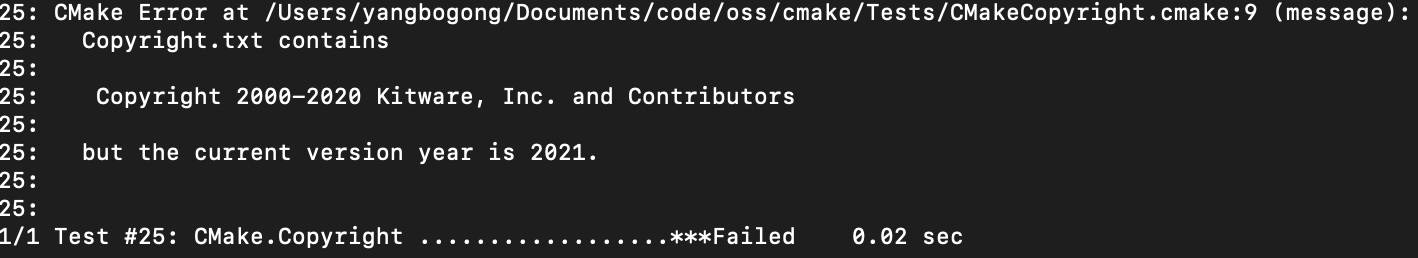 25: CMake Error at /Users/yangbogong/Documents/code/oss/cmake/Tests/CMakeCopyright.cmake:9 (message):
25:   Copyright.txt contains
25:
25:    Copyright 2000-2020 Kitware, Inc. and Contributors
25:
25:   but the current version year is 2021.
25:
25:
1/1 Test #25: CMake.Copyright ..................***Failed    0.02 sec